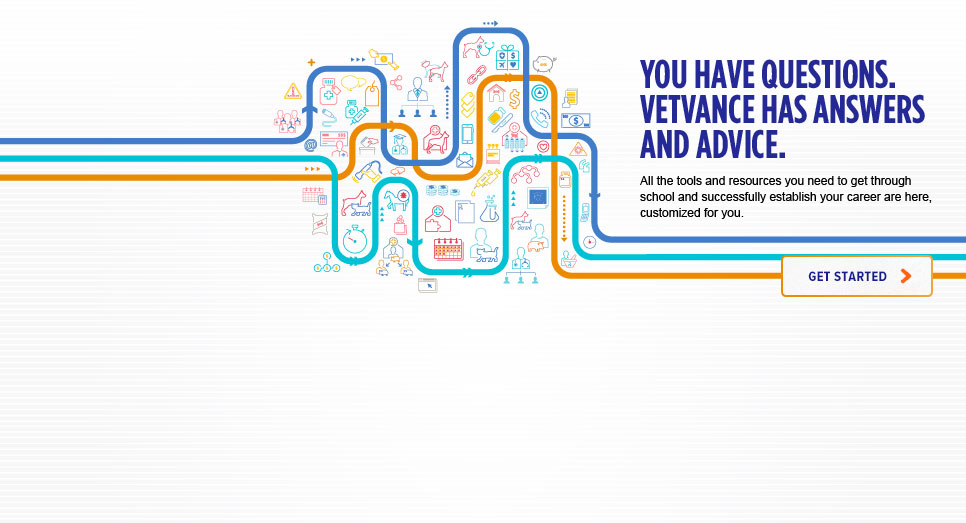 YOU HAVE QUESTIONS.
VETVANCE HAS ANSWERS
AND ADVICE.
All the tools and resources you need to get through
school and successfully establish your career are here,
customized for you.
GET STARTED